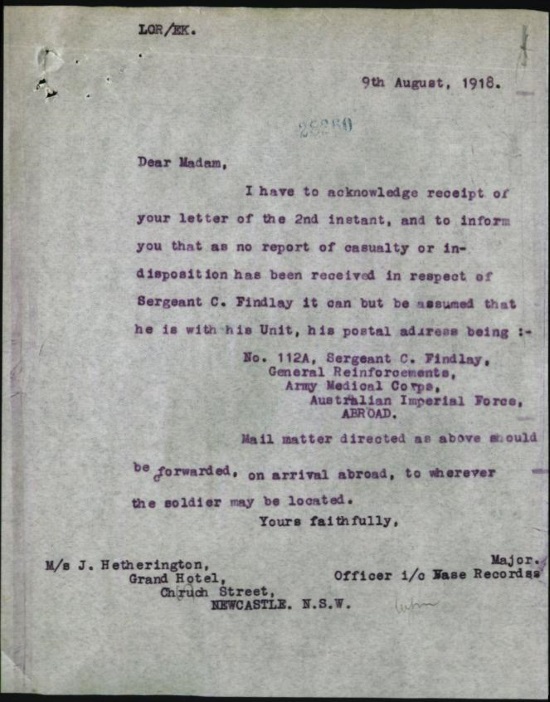 LOR/EK.
9th August, 1918.
Dear Madam,
I have to acknowledge receipt of
your letter of the 2nd instant, and to inform
you that as no report of casualty or in-
disposition has been received in respect of
Sergeant C. Findlay it can but be assumed that
he is with his Unit, his postal address being :-
No. 112A, Sergeant C. Findlay,
General Reinforcements,
Army Medical Corps,
Australian Imperial Force,
ABROAD.
Mail matter directed as above should
be forwarded, on arrival abroad, to wherever
the soldier may be located.
Yours faithfully,
M/s J. Hetherington,
Grand Hotel,
Chruch Street,
NEWCASTLE. N.S.W.
Major.
Officer i/c Base Records